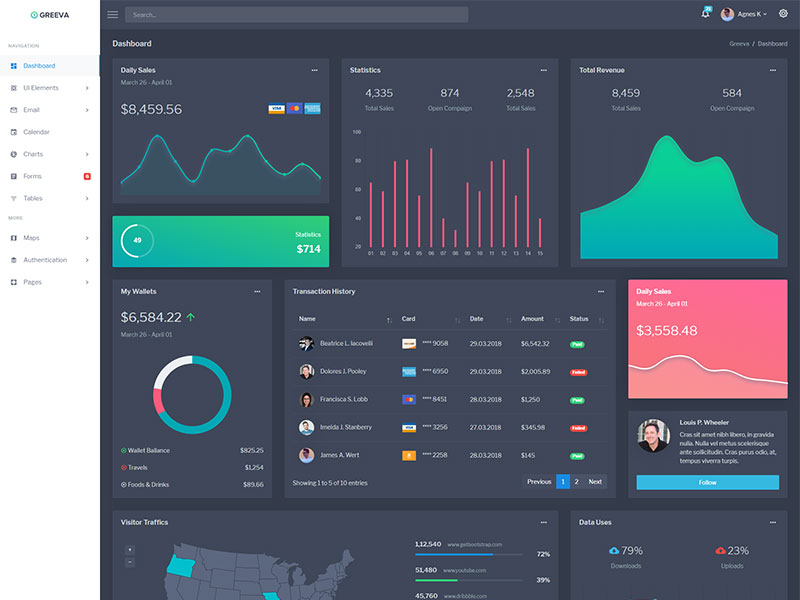 GREEVA
Search...
Agnes K
NAVIGATION
Dashboard
UI Elements
Email
Calendar
Charts
Forms
Tables
MORE
Maps
Authentication
Pages
Dashboard
Greeva / Dashboard
Daily Sales
March 26 - April 01
$8,459.56
VISA
49
Statistics
$714
Statistics
4,335 874 2,548
Total Sales Open Compaign Total Sales
100
80
60
40
20
01 02 03 04 05 06 07 08 09 10 11 12 13 14 15
Total Revenue
8,459 584
Total Sales Open Compaign
My Wallets
$6,584.22
March 26 - April 01
Wallet Ballance $825.25
Travels $1,254
Foods & Drinks $89.66
Transaction History
Name Card Date Amount Status
Beatrice L. Iacovelli **** 9058 29.03.2018 $6,542.32 Paid
Dolores J. Pooley **** 6950 29.03.2018 $2,005.89 Failed
Francisca S. Lobb **** 8451 28.03.2018 $1,250 Paid
Imelda J. Stanberry VISA **** 3256 27.03.2018 $345.98 Failed
James A. Wert **** 2258 28.03.2018 $145 Paid
Showing 1 to 5 of 10 entries
Previous 1 2 Next
Daily Sales
March 26 - April 01
$3,558.48
Louis P. Wheeler
Cras sit amet nibh libero, in gravida
nulla. Nulla vel metus scelerisque
ante sollicitudin. Cras purus odio, at,
tempus viverra turpis.
Follow
Visitor Traffics
+
−
1,12,540 www.getbootstrap.com
72%
51,480 www.youtube.com
39%
45,760 www.dribbble.com
Data Uses
79% 23%
Downloads Uploads